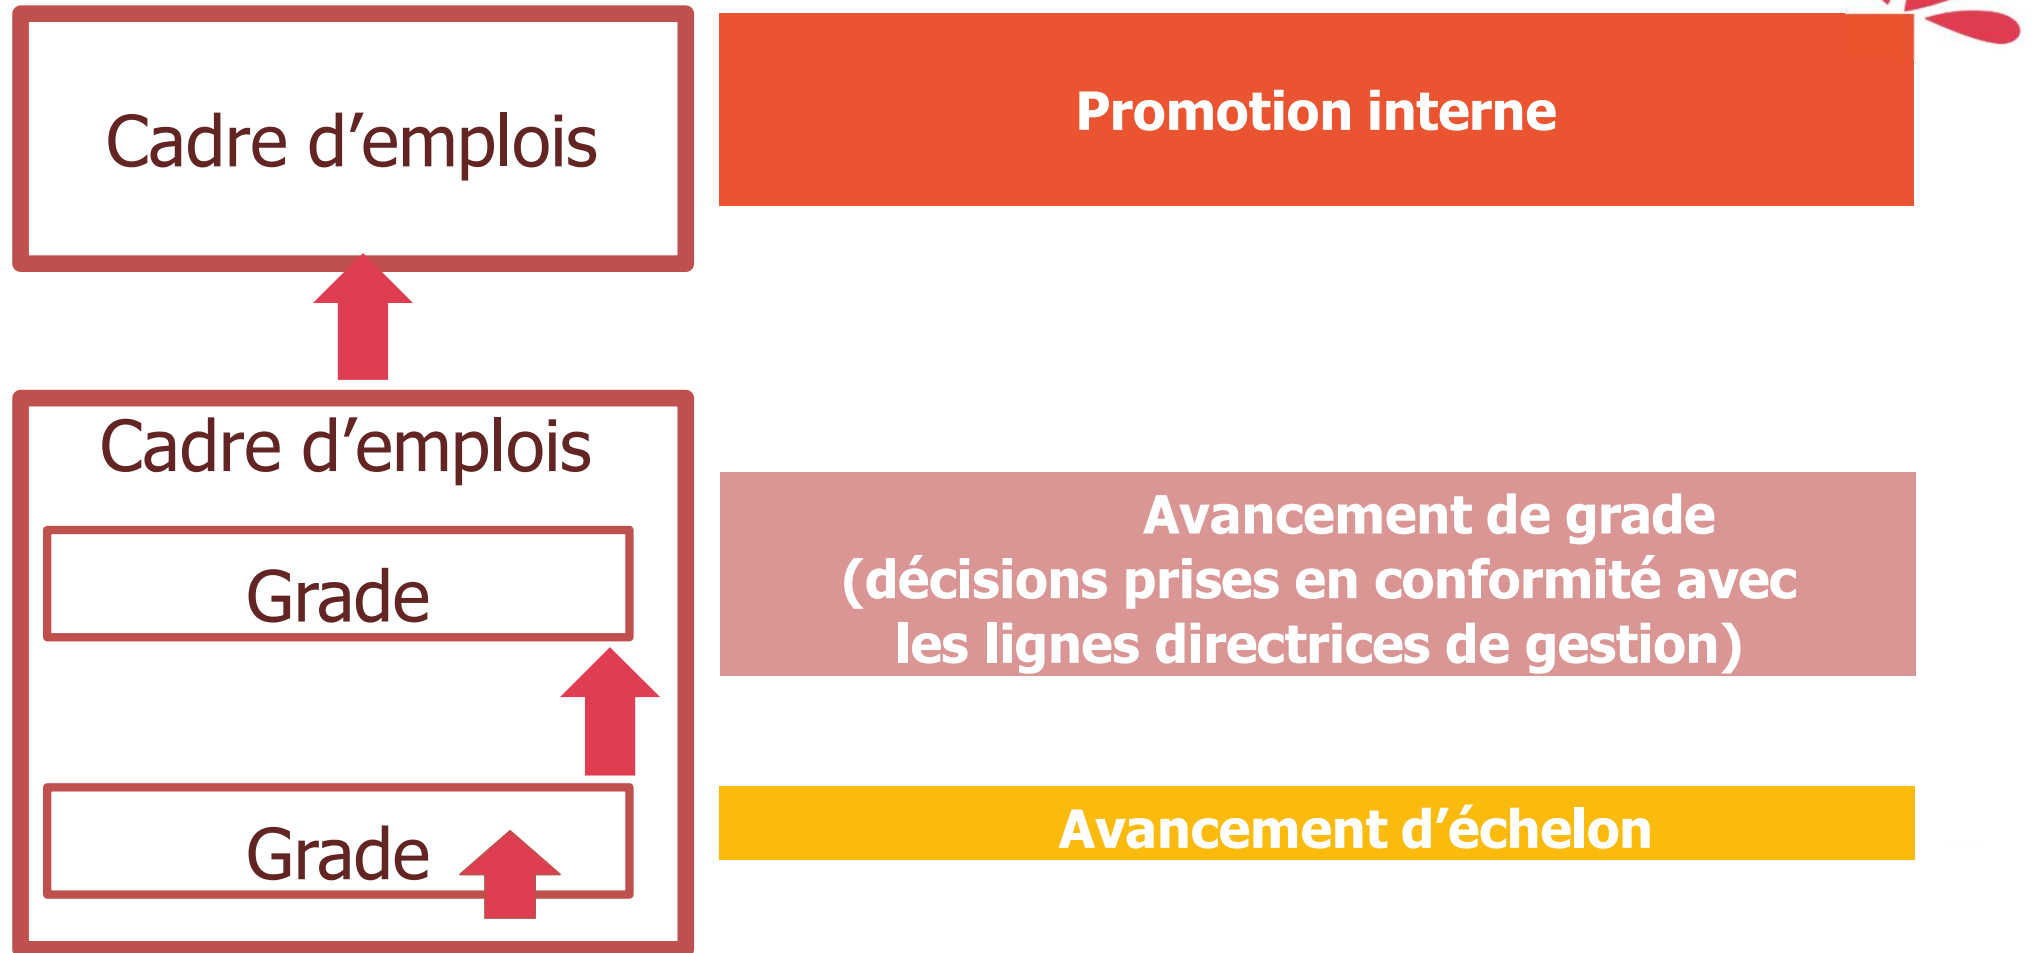 Cadre d’emplois
Promotion interne
Cadre d’emplois
Grade
Avancement de grade
(décisions prises en conformité avec
les lignes directrices de gestion)
Grade
Avancement d’échelon